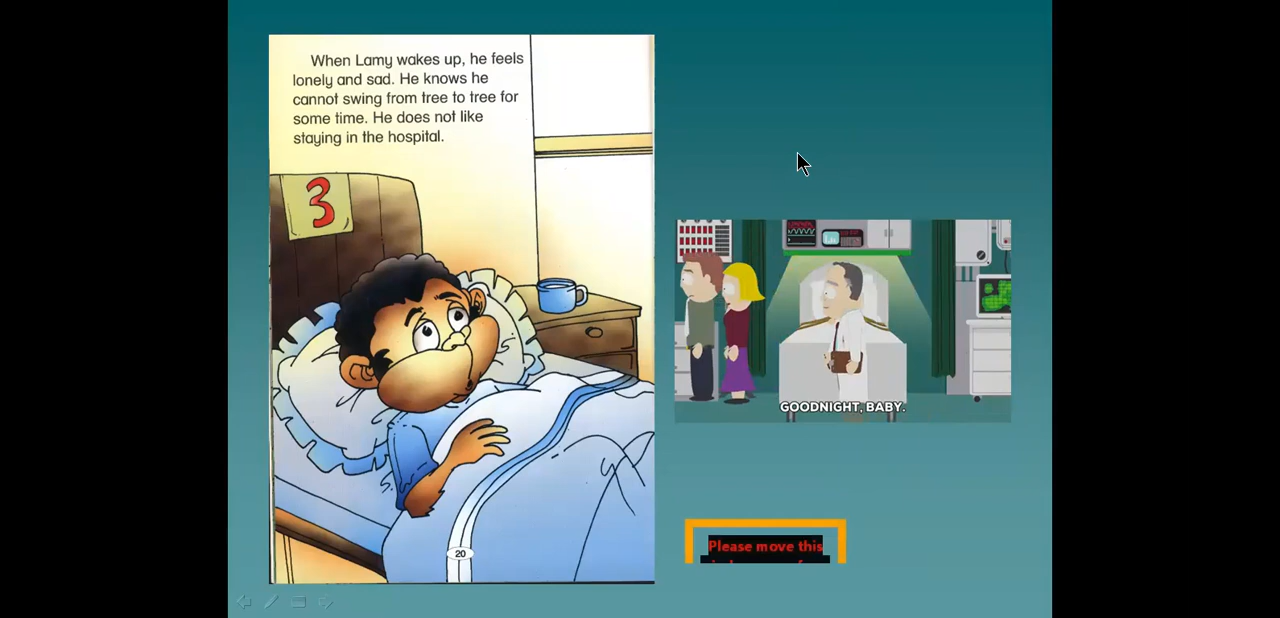 When Lamy wakes up, he feels
lonely and sad. He knows he
cannot swing from tree to tree for
some time. He does not like
staying in the hospital.
3
20
GOODNIGHT, BABY.
Please move this